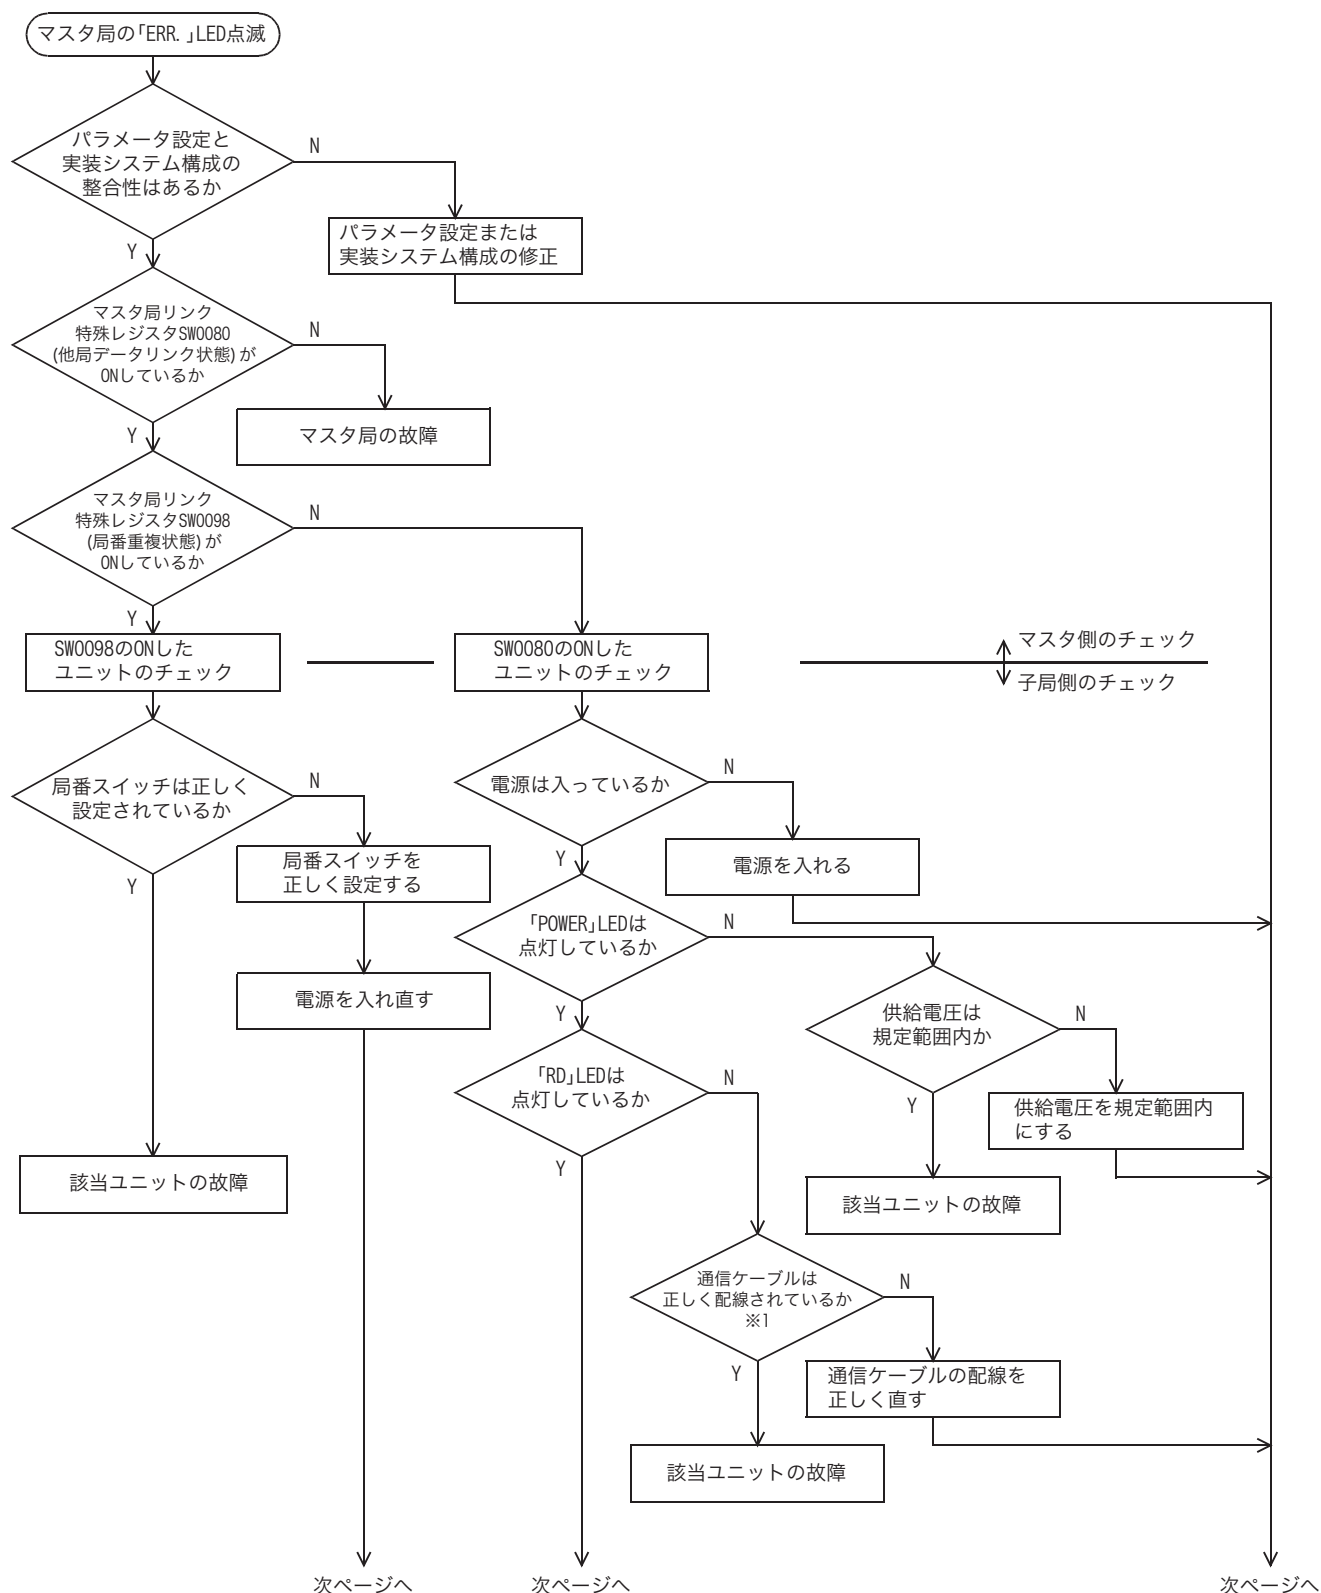 マスタ局の「ERR.」LED点滅
パラメータ設定と
実装システム構成の
整合性はあるか
N
Y
パラメータ設定または
実装システム構成の修正
マスタ局リンク
特殊レジスタSW0080
(他局データリンク状態)が
ONしているか
N
Y
マスタ局の故障
マスタ局リンク
特殊レジスタSW0098
(局番重複状態)が
ONしているか
N
Y
SW0098のONした
ユニットのチェック
SW0080のONした
ユニットのチェック
マスタ側のチェック
子局側のチェック
局番スイッチは正しく
設定されているか
N
Y
電源は入っているか
N
Y
局番スイッチを
正しく設定する
電源を入れる
「POWER」LEDは
点灯しているか
N
Y
電源を入れ直す
供給電圧は
規定範囲内か
N
Y
「RD」LEDは
点灯しているか
N
Y
供給電圧を規定範囲内
にする
該当ユニットの故障
該当ユニットの故障
通信ケーブルは
正しく配線されているか
※1
N
Y
通信ケーブルの配線を
正しく直す
該当ユニットの故障
次ページへ
次ページへ
次ページへ